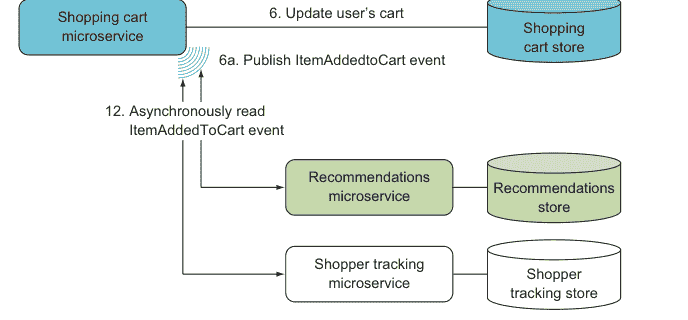 Shopping cart
microservice
6. Update user's cart
Shopping
cart store
6a. Publish ItemAddedtoCart event
12. Asynchronously read
ItemAddedToCart event
Recommendations
microservice
Recommendations
store
Shopper tracking
microservice
Shopper
tracking store